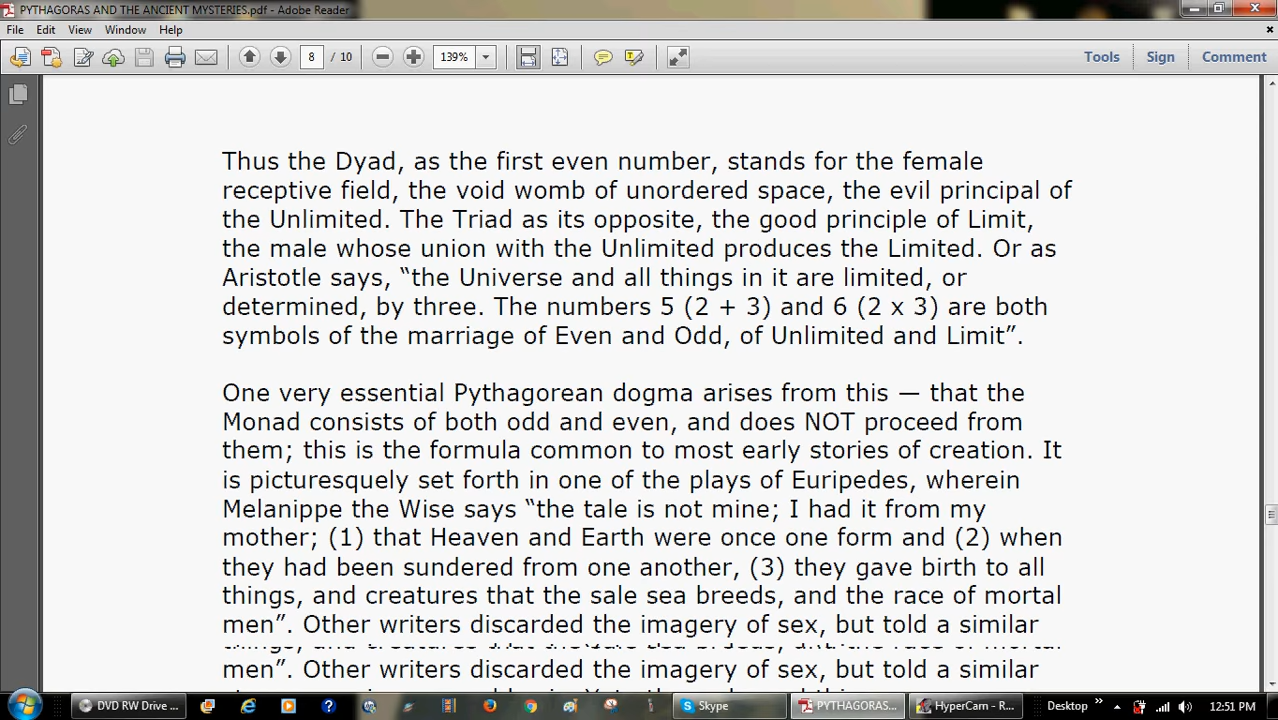 PYTHAGORAS AND THE ANCIENT MYSTERIES.pdf - Adobe Reader
File Edit View Window Help
8 / 10 139% Tools Sign Comment
Thus the Dyad, as the first even number, stands for the female
receptive field, the void womb of unordered space, the evil principal of
the Unlimited. The Triad as its opposite, the good principle of Limit,
the male whose union with the Unlimited produces the Limited. Or as
Aristotle says, “the Universe and all things in it are limited, or
determined, by three. The numbers 5 (2 + 3) and 6 (2 x 3) are both
symbols of the marriage of Even and Odd, of Unlimited and Limit”.
One very essential Pythagorean dogma arises from this — that the
Monad consists of both odd and even, and does NOT proceed from
them; this is the formula common to most early stories of creation. It
is picturesquely set forth in one of the plays of Euripedes, wherein
Melanippe the Wise says “the tale is not mine; I had it from my
mother; (1) that Heaven and Earth were once one form and (2) when
they had been sundered from one another, (3) they gave birth to all
things, and creatures that the sale sea breeds, and the race of mortal
men”. Other writers discarded the imagery of sex, but told a similar
men”. Other writers discarded the imagery of sex, but told a similar
DVD RW Drive ... Skype PYTHAGORAS... HyperCam - R... Desktop » 12:51 PM